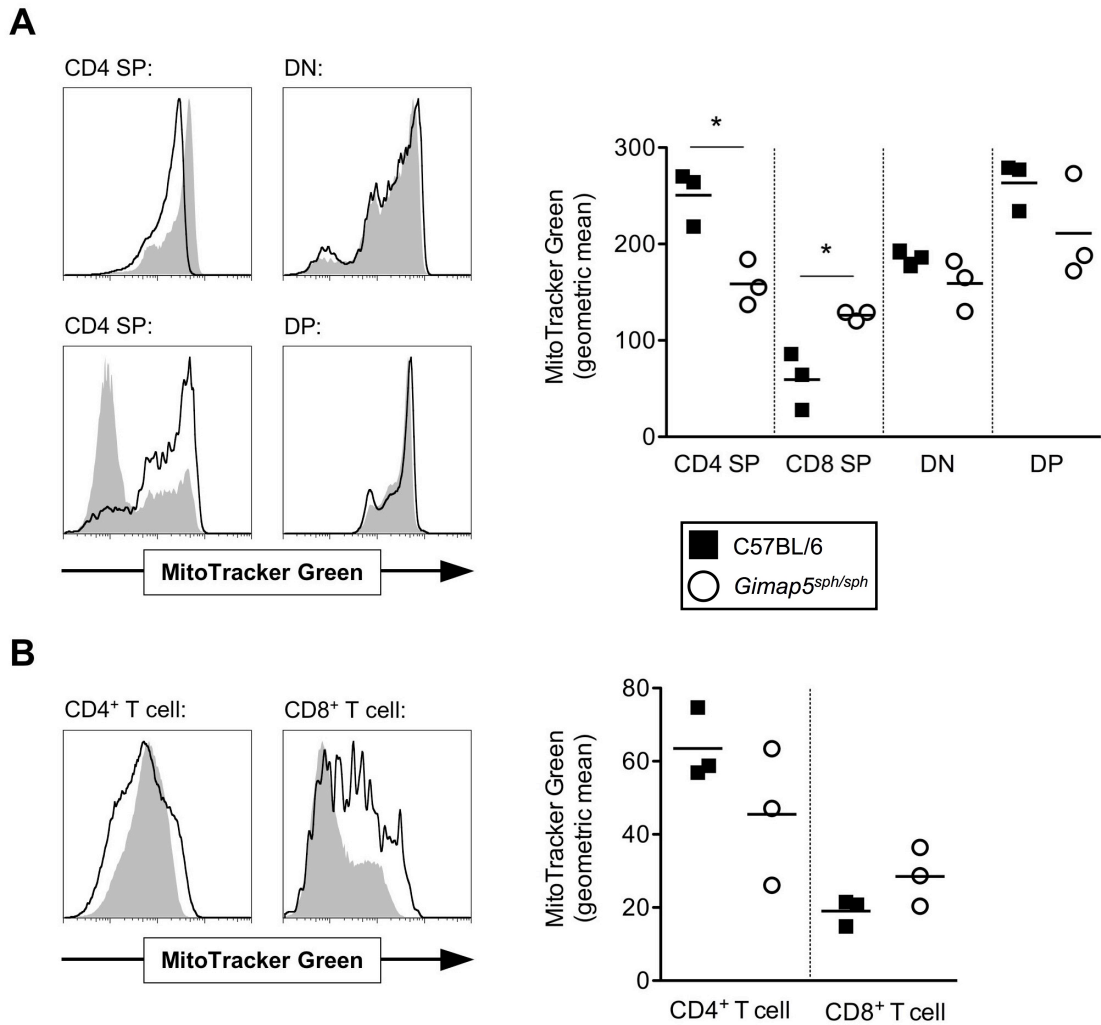 A
CD4 SP:
DN:
CD4 SP:
DP:
MitoTracker Green
MitoTracker Green
(geometric mean)
300
200
100
0
*
*
CD4 SP
CD8 SP
DN
DP
C57BL/6
Gimap5sph/sph
B
CD4+ T cell:
CD8+ T cell:
MitoTracker Green
MitoTracker Green
(geometric mean)
80
60
40
20
0
CD4+ T cell
CD8+ T cell